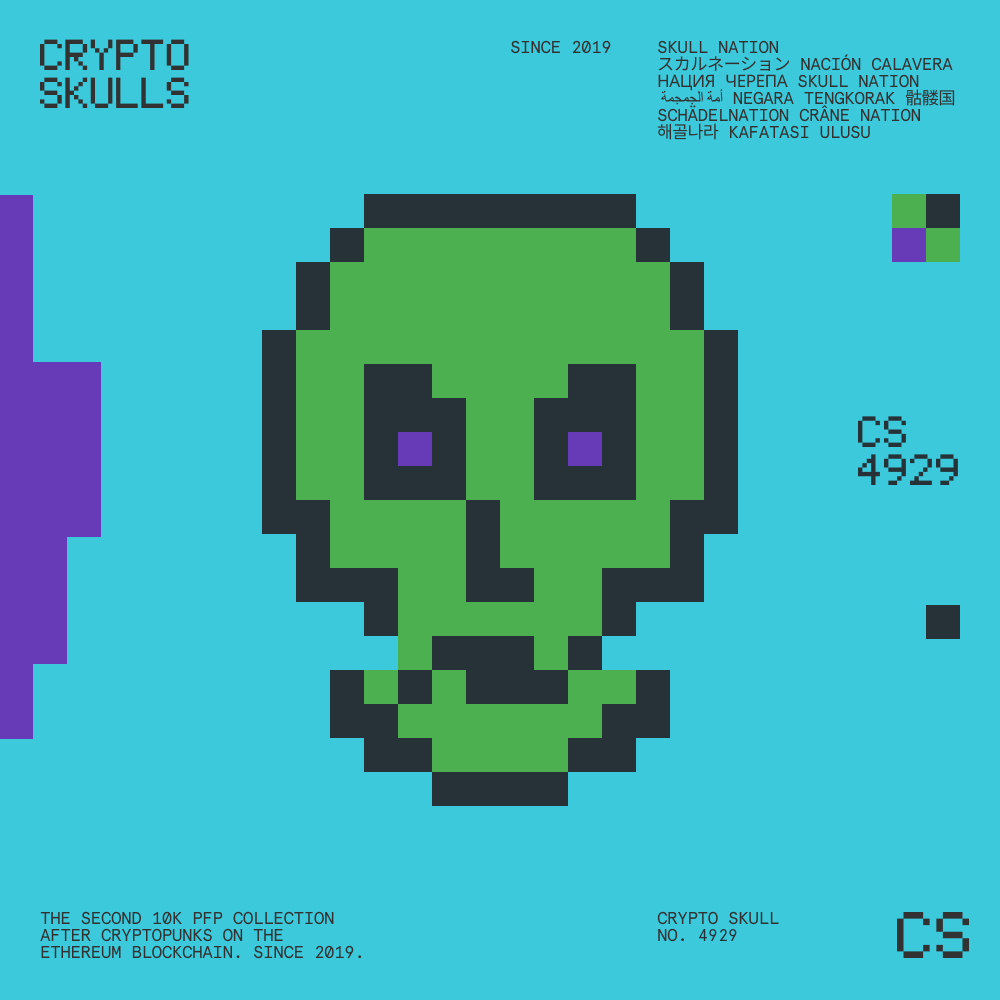 CRYPTO
SKULLS
SINCE 2019
SKULL NATION
スカルネーション NACIÓN CALAVERA
НАЦИЯ ЧЕРЕПА SKULL NATION
أمة الجمجمة NEGARA TENGKORAK 骷髅国
SCHÄDELNATION CRÂNE NATION
해골나라 KAFATASI ULUSU
CS
4929
THE SECOND 10K PFP COLLECTION
AFTER CRYPTOPUNKS ON THE
ETHEREUM BLOCKCHAIN. SINCE 2019.
CRYPTO SKULL
NO. 4929
CS